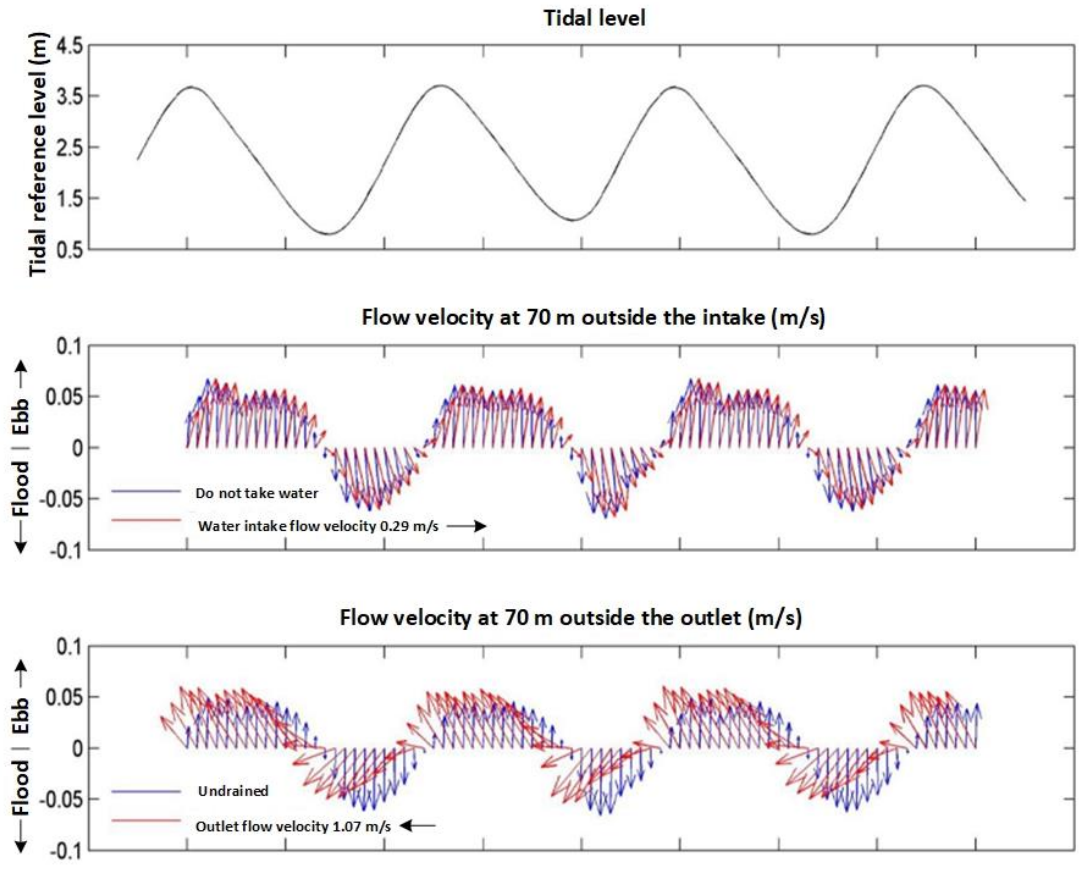 Tidal level
Tidal reference level (m)
4.5
3.5
2.5
1.5
0.5
Flow velocity at 70 m outside the intake (m/s)
Flood | Ebb
0.1
0.05
0
-0.05
-0.1
Do not take water
Water intake flow velocity 0.29 m/s
Flow velocity at 70 m outside the outlet (m/s)
Flood | Ebb
0.1
0.05
0
-0.05
-0.1
Undrained
Outlet flow velocity 1.07 m/s